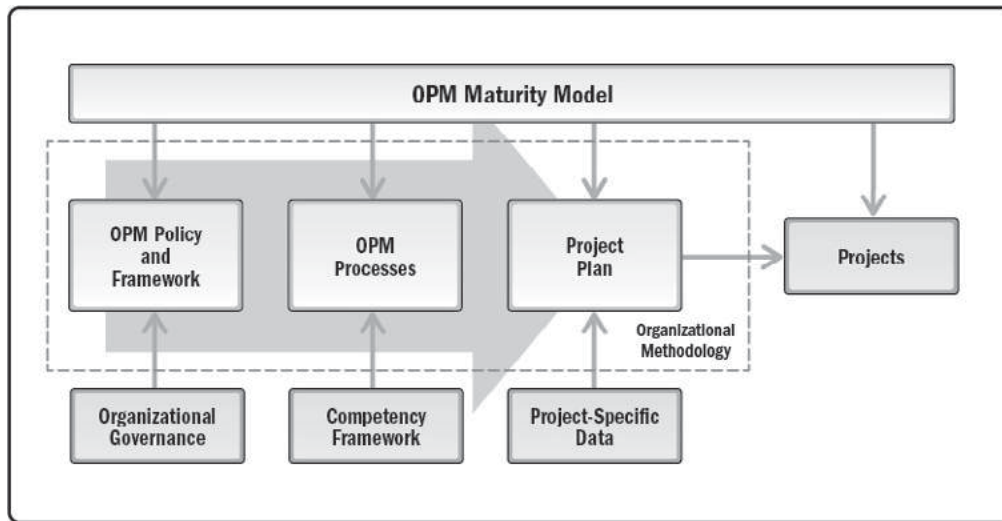 OPM Maturity Model
OPM Policy
and
Framework
OPM
Processes
Project
Plan
Projects
Organizational
Methodology
Organizational
Governance
Competency
Framework
Project-Specific
Data